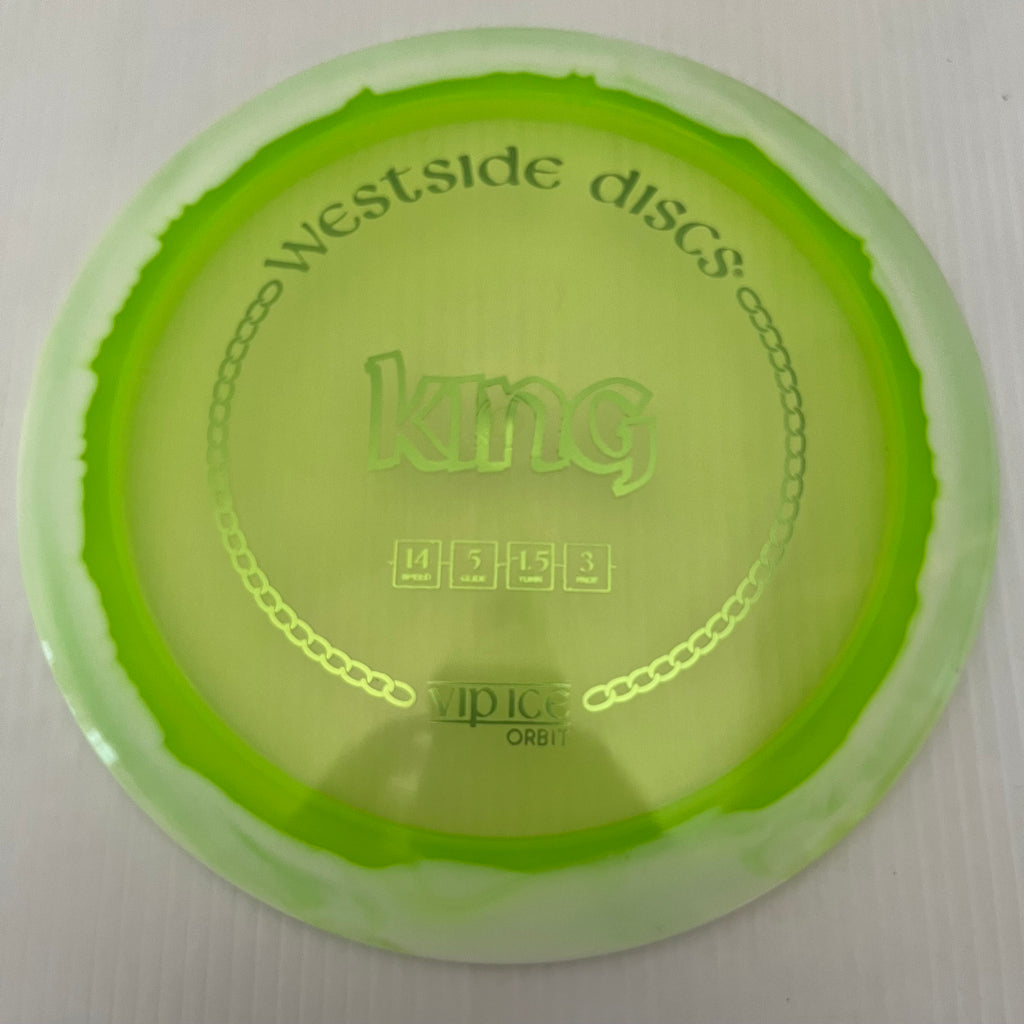 westside discs®
king
14 5 -1.5 3
SPEED GLIDE TURN FADE
VIP ICE
ORBIT